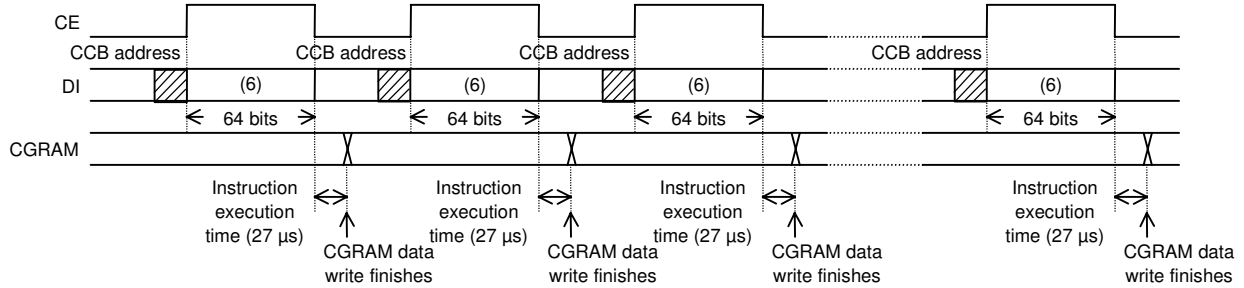 CE
CCB address CCB address CCB address CCB address
DI (6) (6) (6) (6)
64 bits 64 bits 64 bits 64 bits
CGRAM
Instruction Instruction Instruction Instruction
execution execution execution execution
time (27 µs) time (27 µs) time (27 µs) time (27 µs)
CGRAM data CGRAM data CGRAM data CGRAM data
write finishes write finishes write finishes write finishes